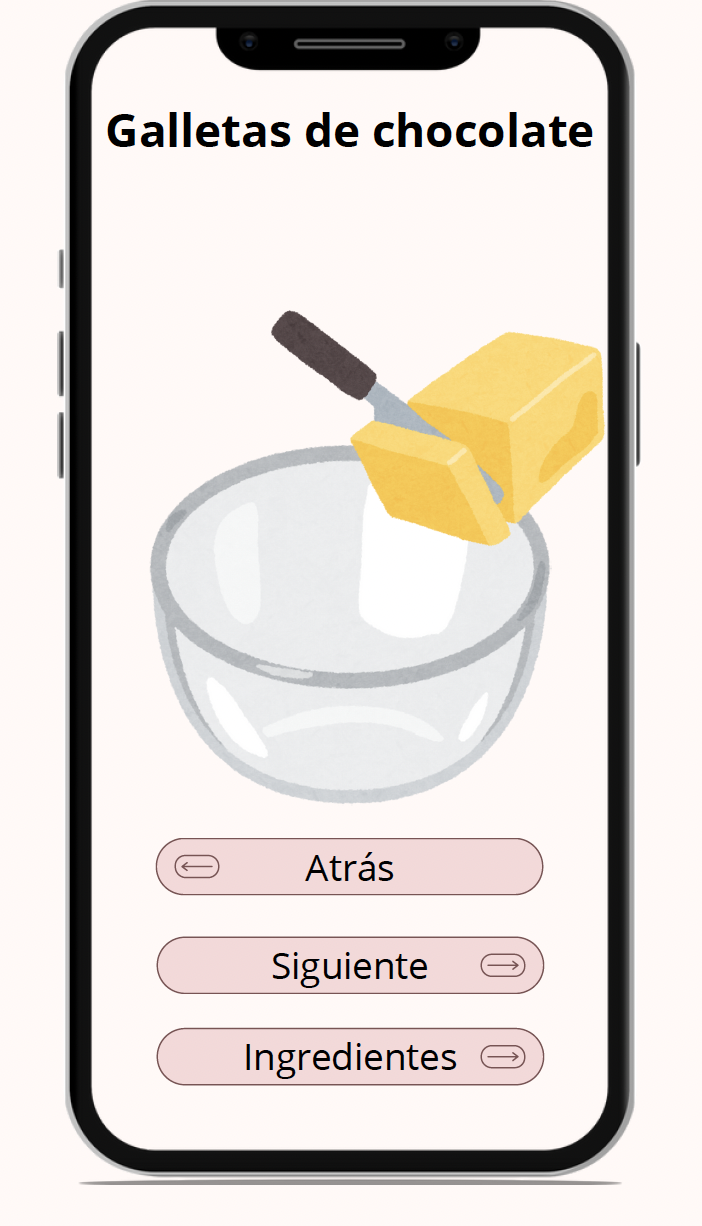 Galletas de chocolate
Atrás
Siguiente
Ingredientes